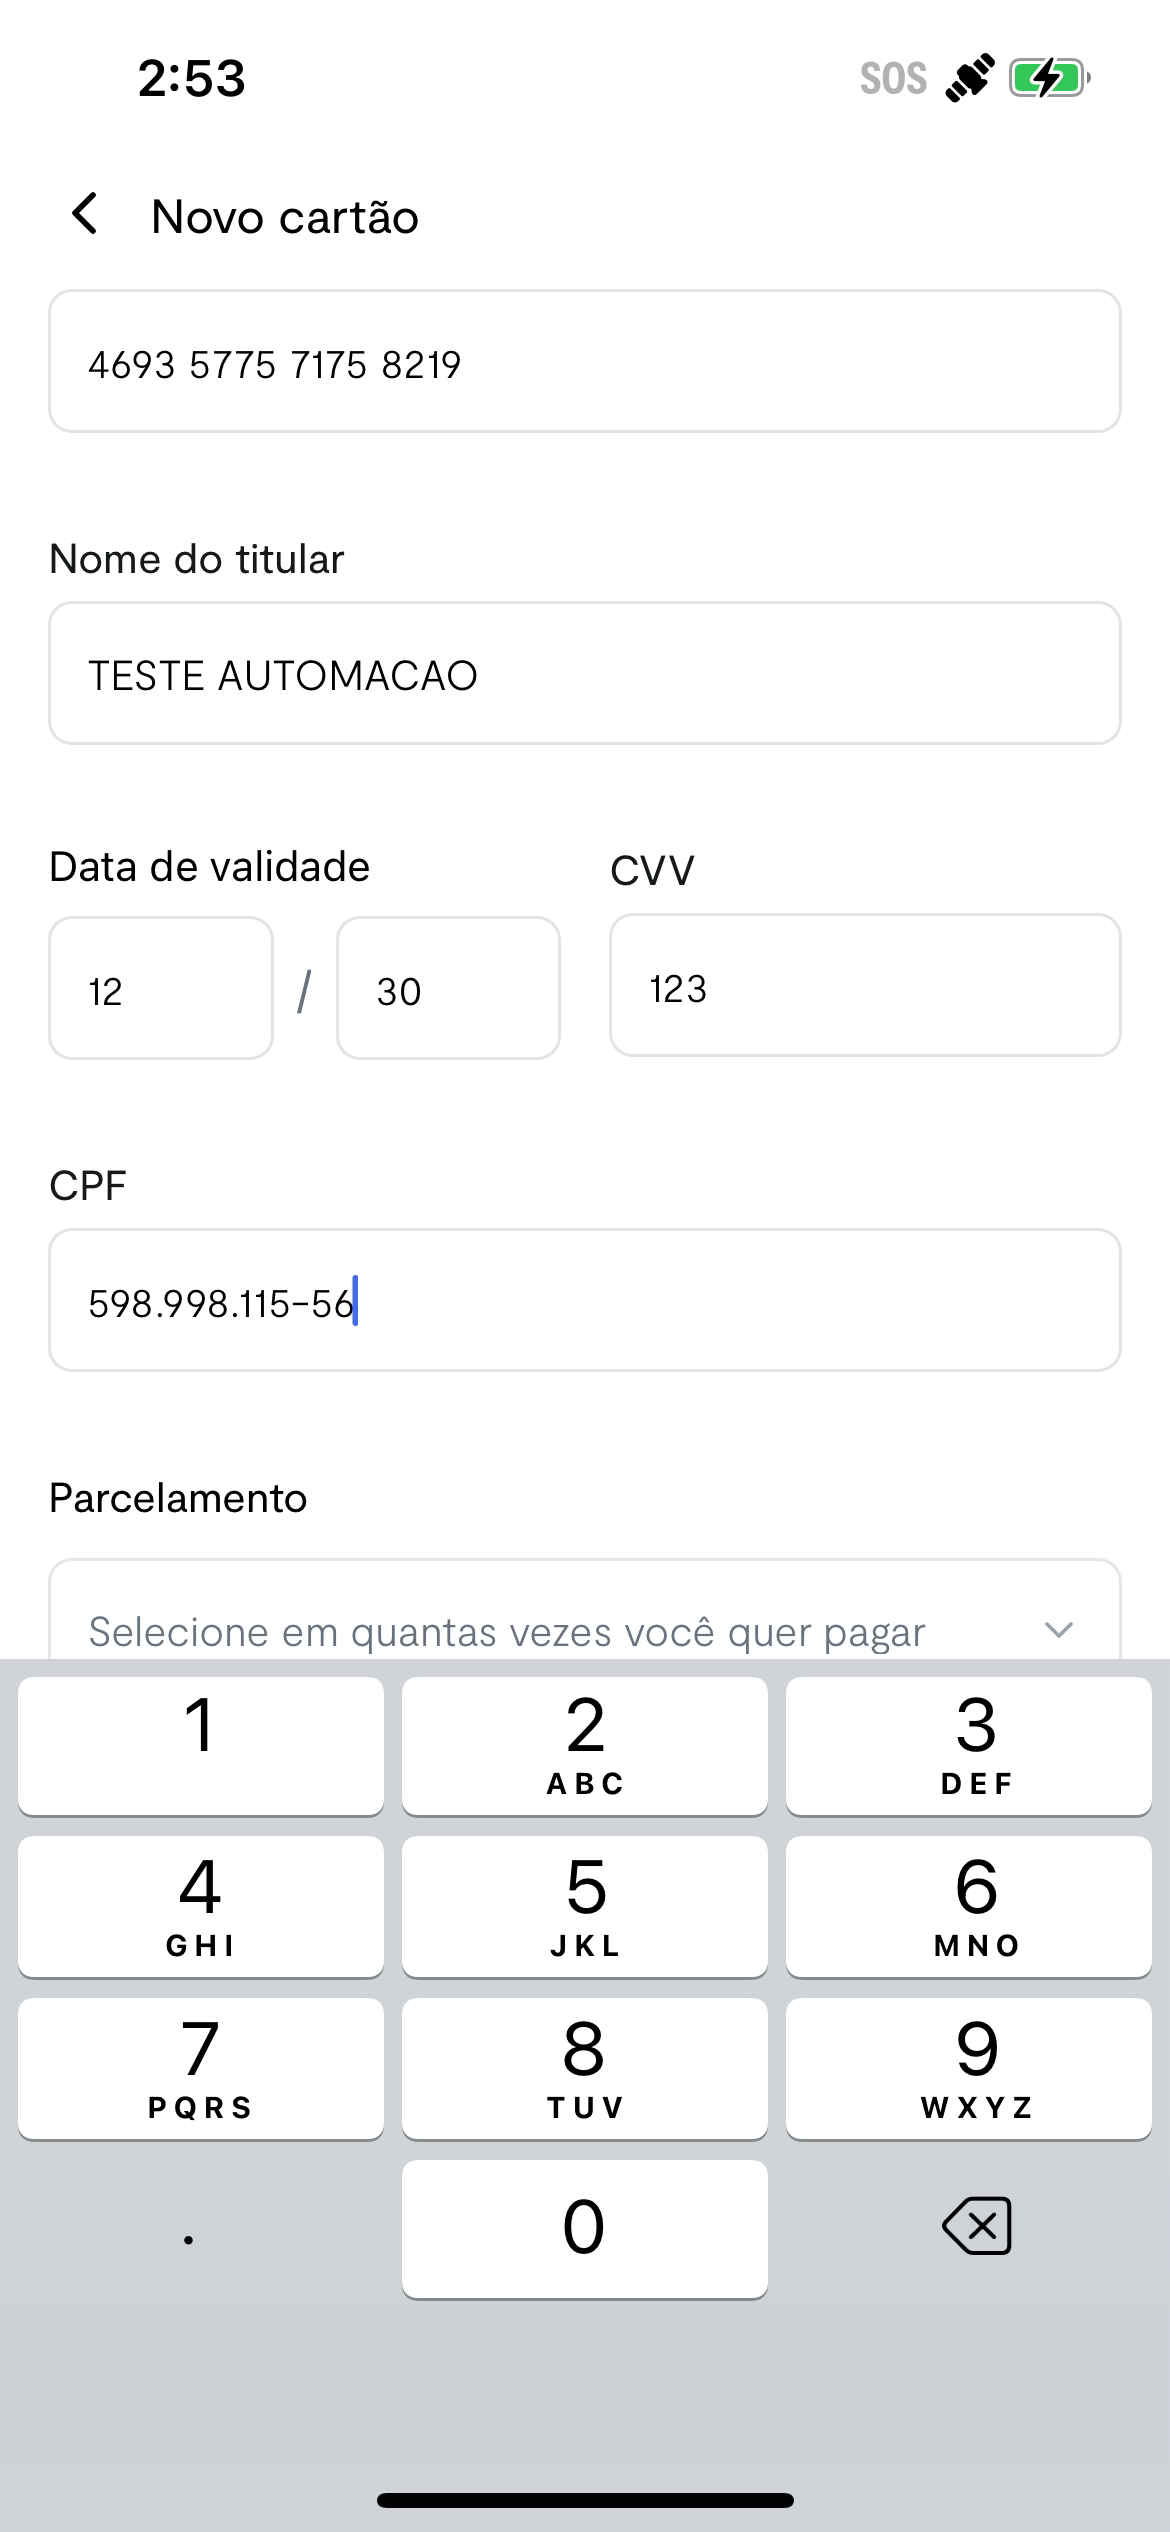 2:53 SOS
Novo cartão
4693 5775 7175 8219
Nome do titular
TESTE AUTOMACAO
Data de validade CVV
12 / 30 123
CPF
598.998.115-56
Parcelamento
Selecione em quantas vezes você quer pagar
1 2 3
ABC DEF
4 5 6
GHI JKL MNO
7 8 9
PQRS TUV WXYZ
. 0